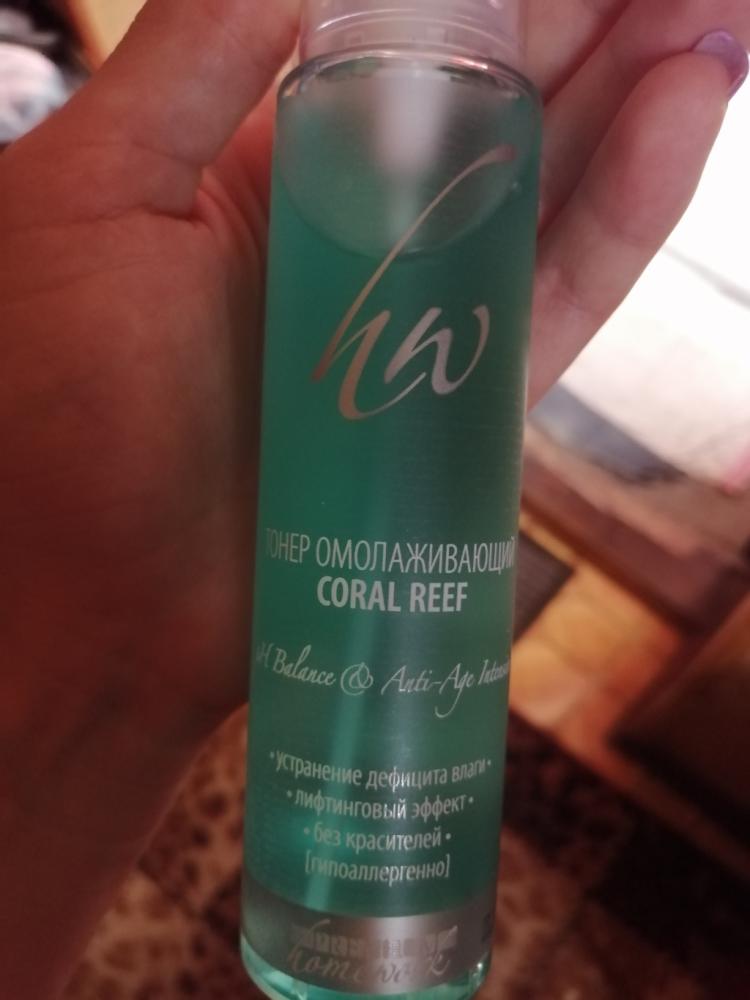 hw
ТОНЕР ОМОЛАЖИВАЮЩИЙ
CORAL REEF
Balance & Anti-Age
• устранение дефицита влаги •
• лифтинговый эффект •
• без красителей •
[гипоаллергенно]
homework